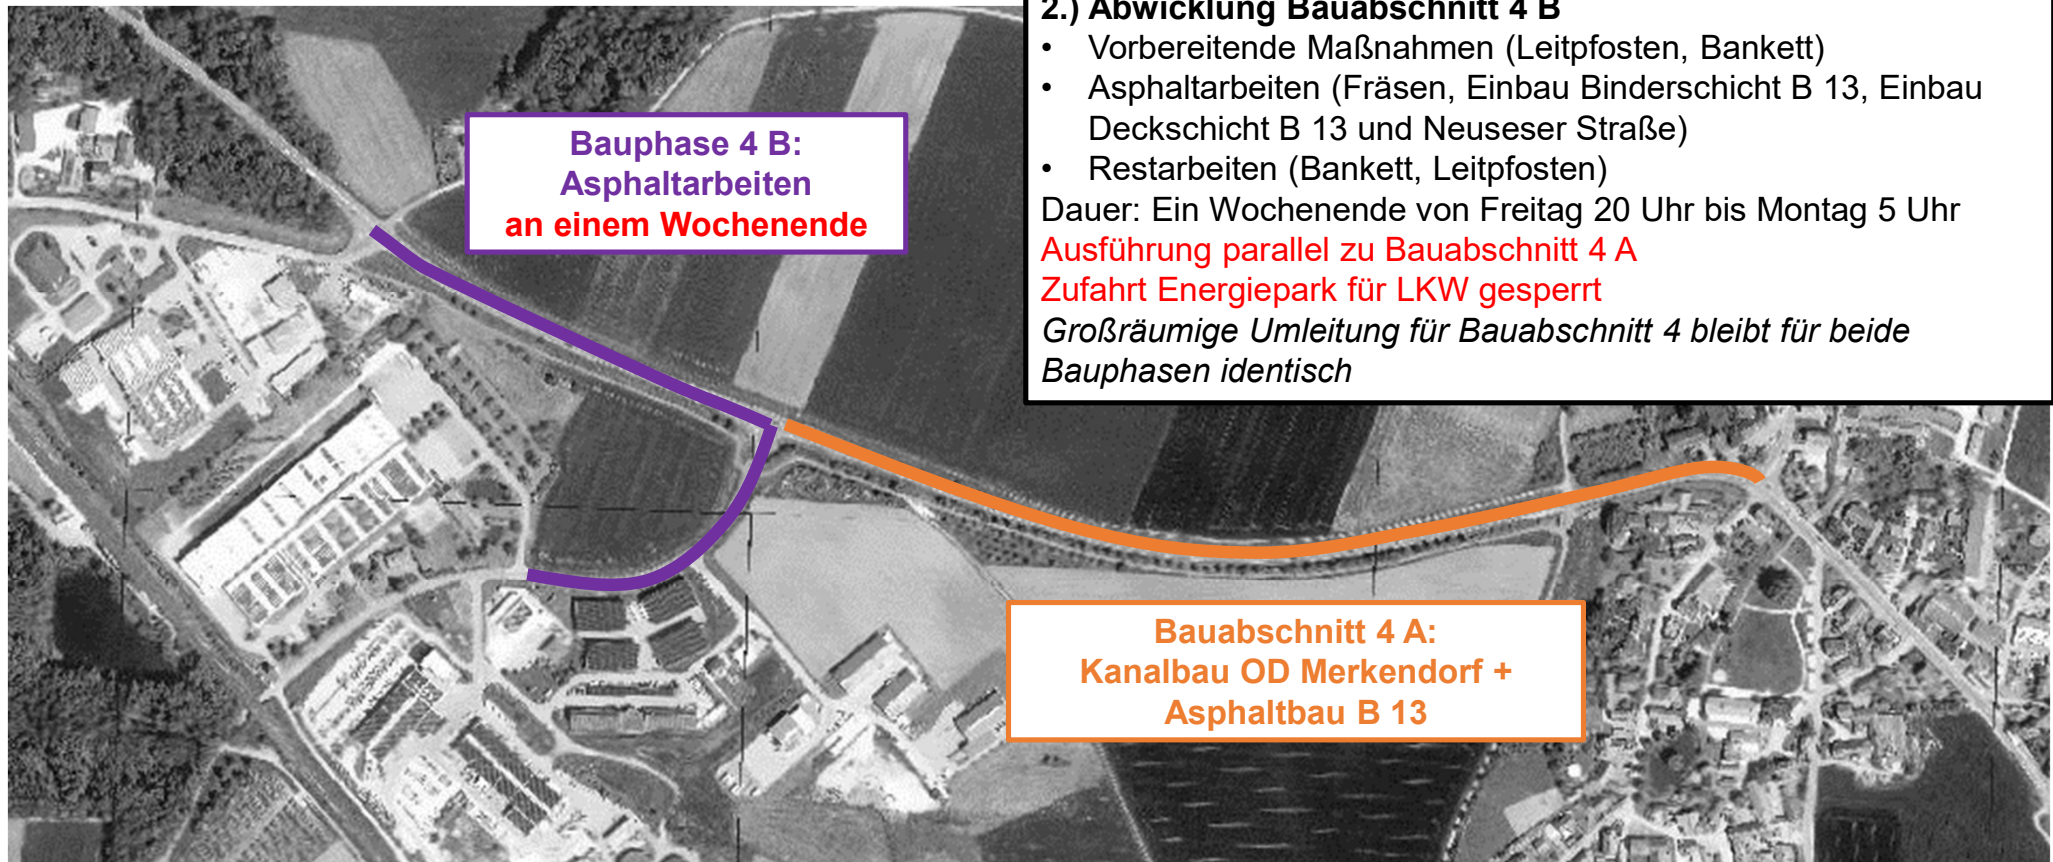 2.) Abwicklung Bauabschnitt 4 B
• Vorbereitende Maßnahmen (Leitpfosten, Bankett)
• Asphaltarbeiten (Fräsen, Einbau Binderschicht B 13, Einbau
Deckschicht B 13 und Neuseser Straße)
• Restarbeiten (Bankett, Leitpfosten)
Dauer: Ein Wochenende von Freitag 20 Uhr bis Montag 5 Uhr
Ausführung parallel zu Bauabschnitt 4 A
Zufahrt Energiepark für LKW gesperrt
Großräumige Umleitung für Bauabschnitt 4 bleibt für beide
Bauphasen identisch
Bauphase 4 B:
Asphaltarbeiten
an einem Wochenende
Bauabschnitt 4 A:
Kanalbau OD Merkendorf +
Asphaltbau B 13